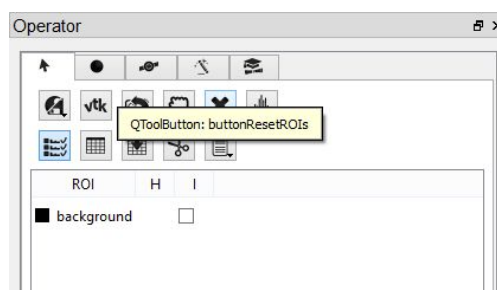 Operator
vtk
QToolButton: buttonResetROIs
ROI H I
background